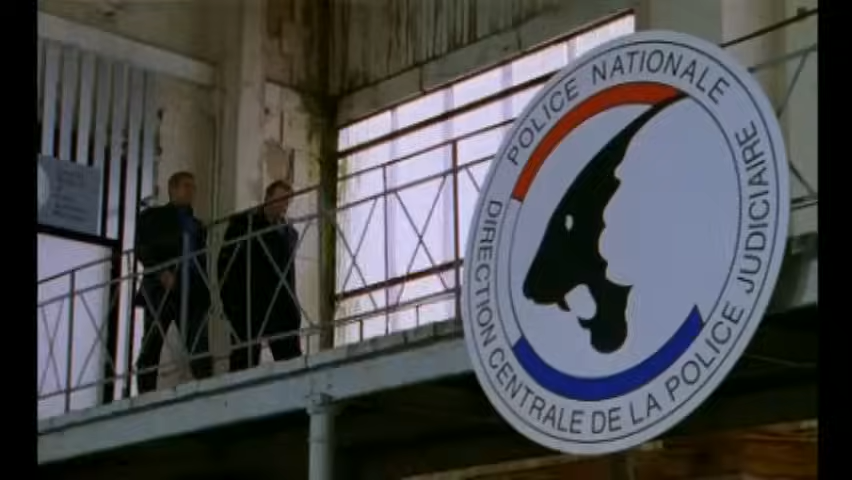 POLICE NATIONALE
DIRECTION CENTRALE DE LA POLICE JUDICIAIRE